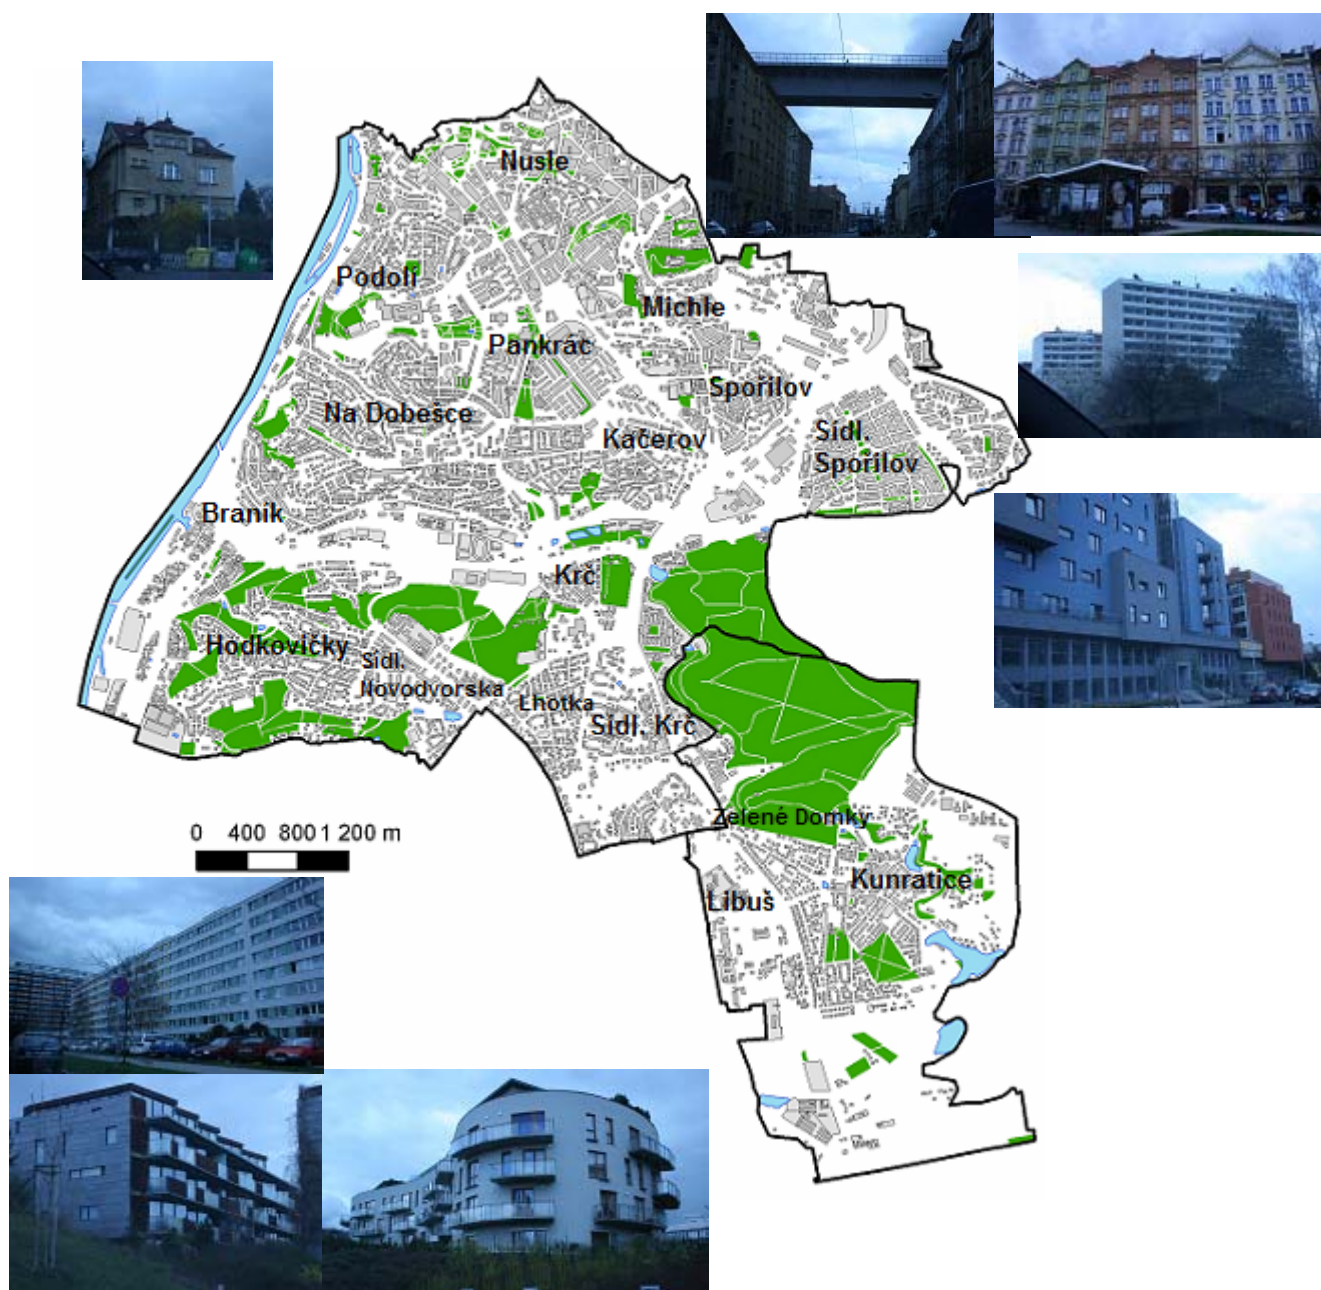 Nusle
Podolí
Michle
Pankrác
Spořilov
Na Dobešce
Kačerov
Sídl.
Spořilov
Braník
Krč
Hodkovičky
Sídl.
Novodvorska
Lhotka
Sídl. Krč
Zelené Domky
Kunratice
Libuš
0 400 800 1 200 m